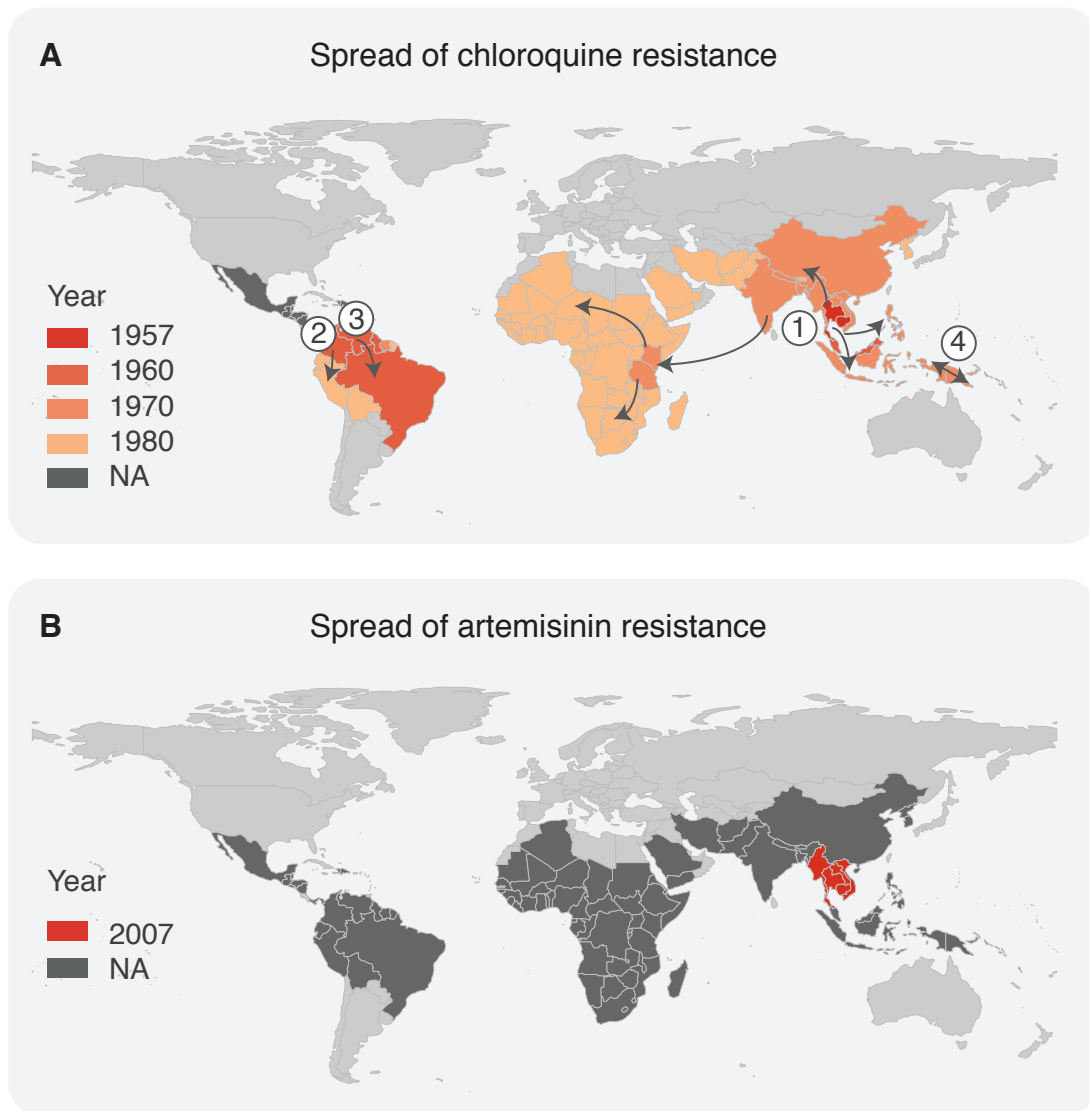 A Spread of chloroquine resistance
2 3 1 4
Year
1957
1960
1970
1980
NA
B Spread of artemisinin resistance
Year
2007
NA